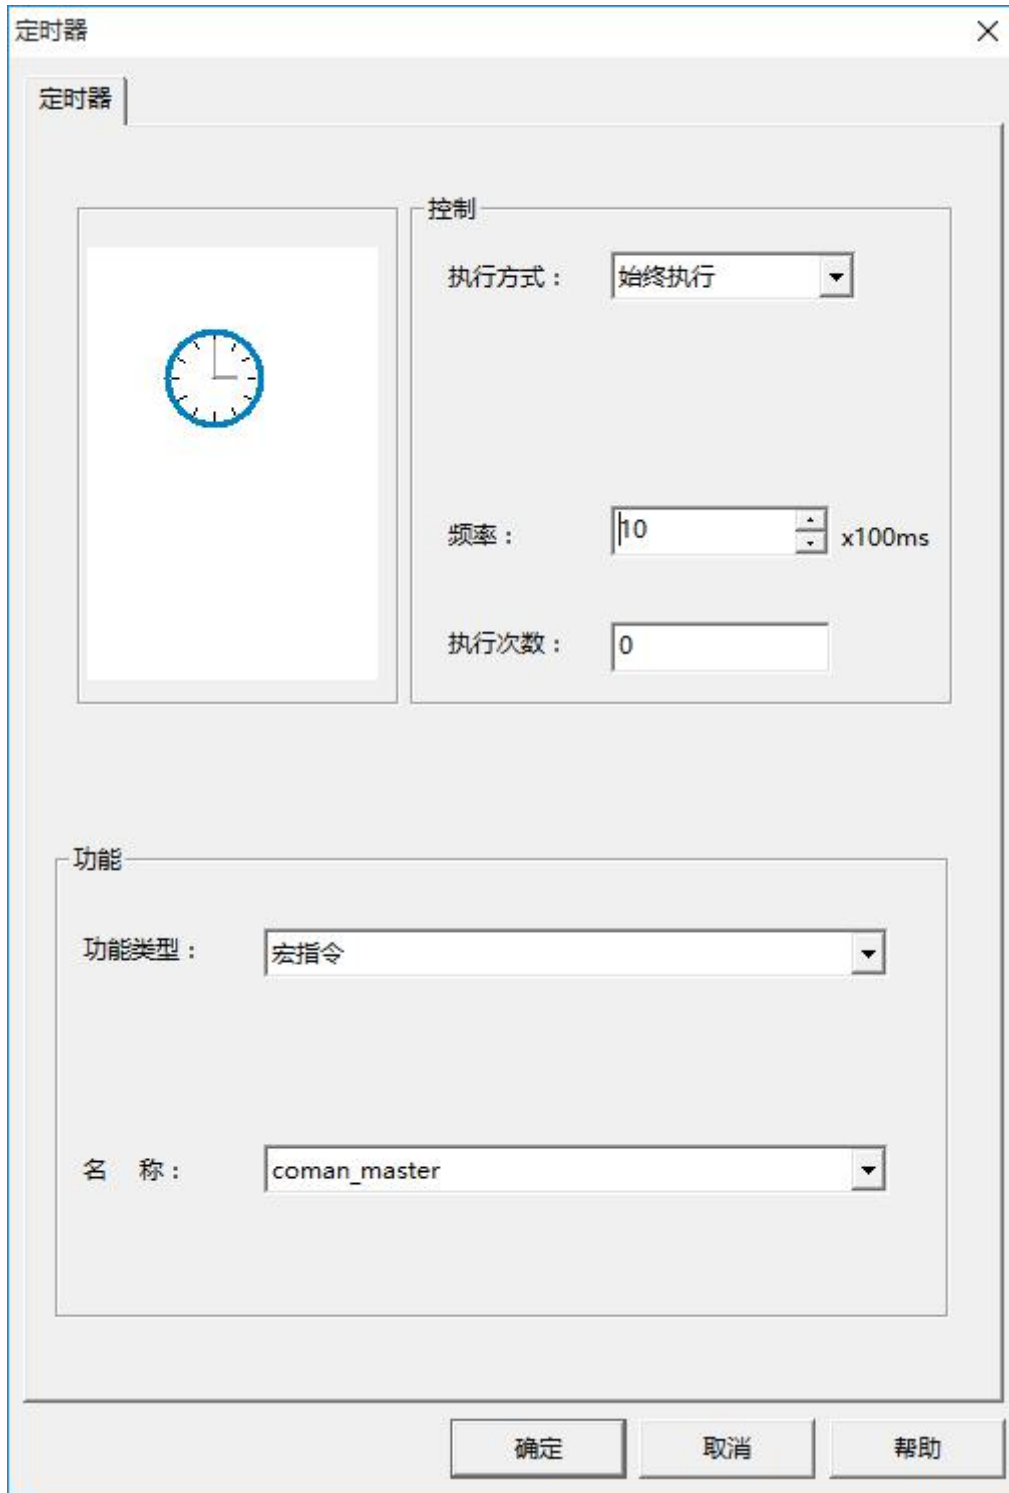 定时器
定时器
控制
执行方式： 始终执行
频率： 10 x100ms
执行次数： 0
功能
功能类型： 宏指令
名 称： coman_master
确定 取消 帮助